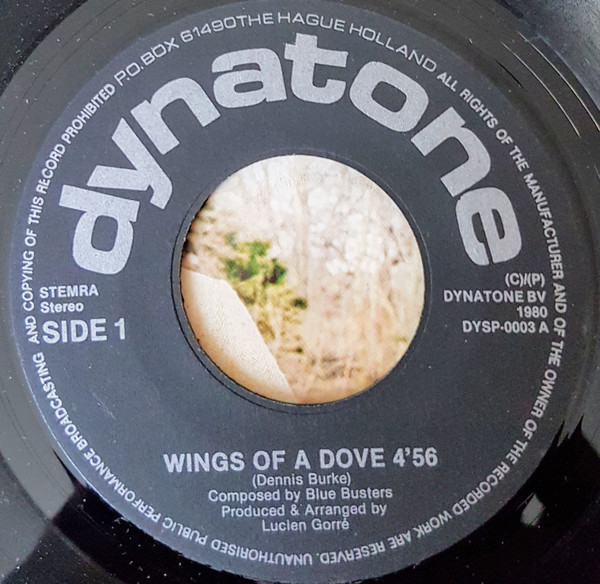 P.O.BOX 61490 THE HAGUE HOLLAND
ALL RIGHTS OF THE MANUFACTURER AND OF THE OWNER OF THE RECORDED WORK ARE RESERVED. UNAUTHORISED PUBLIC PERFORMANCE BROADCASTING AND COPYING OF THIS RECORD PROHIBITED
dynatone
STEMRA
Stereo
SIDE 1
(C)/(P)
DYNATONE BV
1980
DYSP-0003 A
WINGS OF A DOVE 4'56
(Dennis Burke)
Composed by Blue Busters
Produced & Arranged by
Lucien Gorré